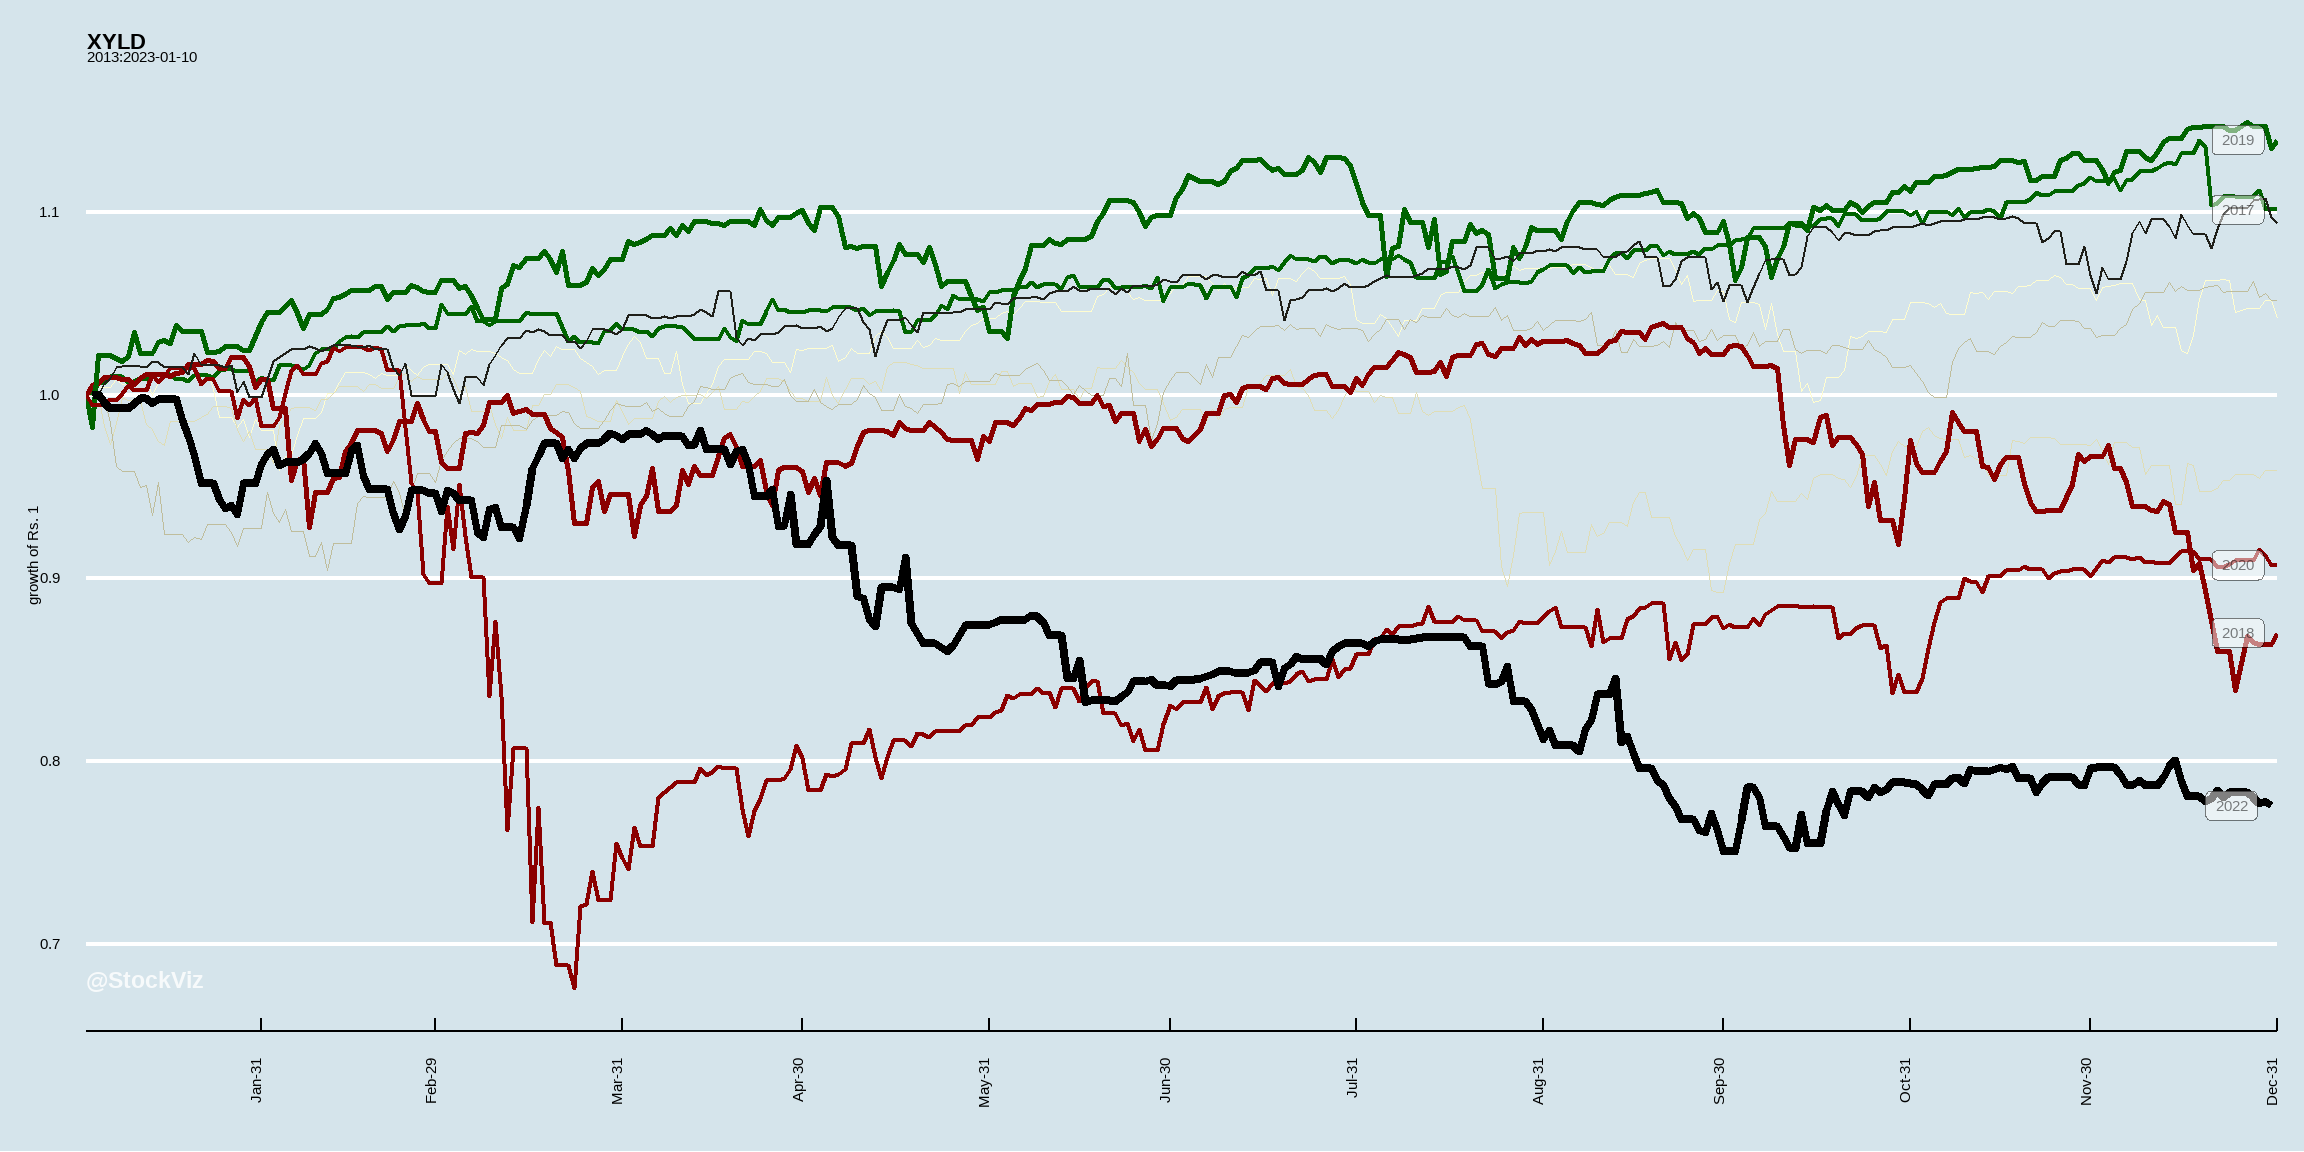 XYLD
2013:2023-01-10
2019
1.1
2017
1.0
growth of Rs. 1
0.9
2020
2018
0.8
2022
0.7
@StockViz
Jan-31
Feb-29
Mar-31
Apr-30
May-31
Jun-30
Jul-31
Aug-31
Sep-30
Oct-31
Nov-30
Dec-31